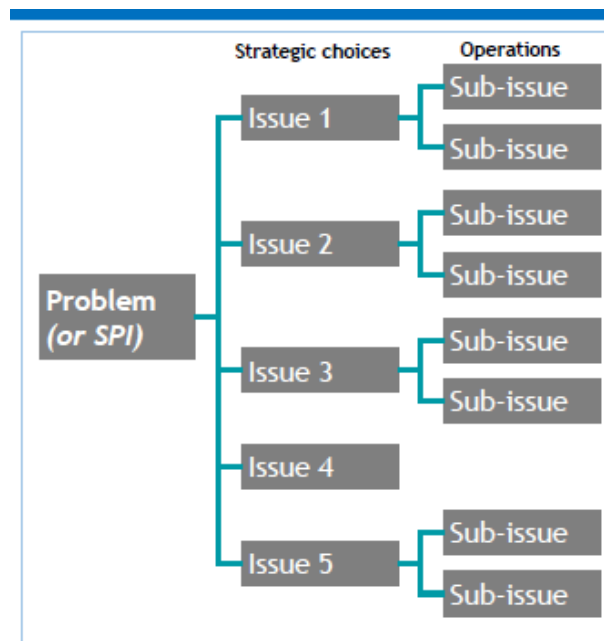 Strategic choices
Operations
Problem
(or SPI)
Issue 1
Sub-issue
Sub-issue
Issue 2
Sub-issue
Sub-issue
Issue 3
Sub-issue
Sub-issue
Issue 4
Issue 5
Sub-issue
Sub-issue